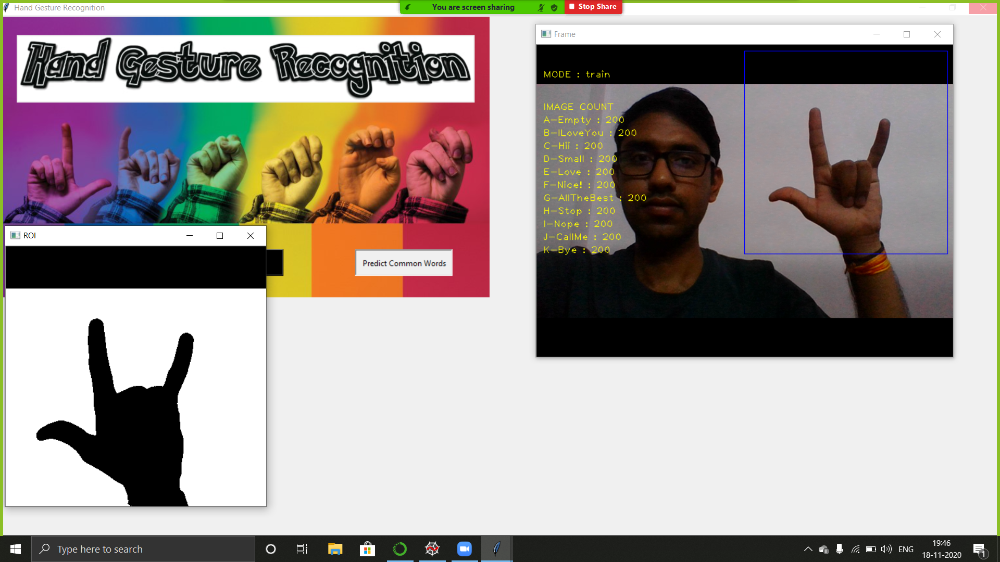 Hand Gesture Recognition
You are screen sharing
Stop Share
Hand Gesture Recognition
Frame
MODE : train
IMAGE COUNT
A-Empty : 200
B-ILoveYou : 200
C-Hii : 200
D-Small : 200
E-Love : 200
F-Nice! : 200
G-AllTheBest : 200
H-Stop : 200
I-Nope : 200
J-CallMe : 200
K-Bye : 200
ROI
Predict Common Words
Type here to search
ENG
19:46
18-11-2020
1